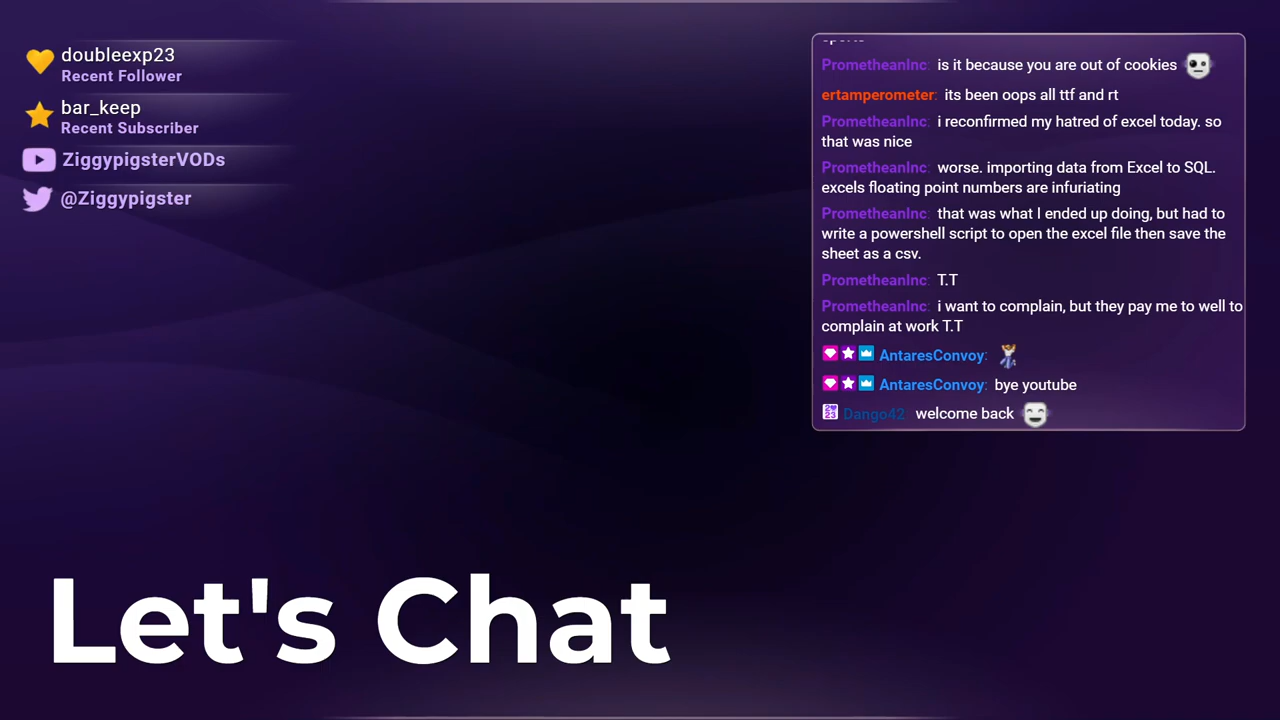 doubleexp23
Recent Follower
bar_keep
Recent Subscriber
ZiggypigsterVODs
@Ziggypigster
PrometheanInc: is it because you are out of cookies
ertamperometer: its been oops all ttf and rt
PrometheanInc: i reconfirmed my hatred of excel today. so
that was nice
PrometheanInc: worse. importing data from Excel to SQL.
excels floating point numbers are infuriating
PrometheanInc: that was what I ended up doing, but had to
write a powershell script to open the excel file then save the
sheet as a csv.
PrometheanInc: T.T
PrometheanInc: i want to complain, but they pay me to well to
complain at work T.T
AntaresConvoy:
AntaresConvoy: bye youtube
Dango42 welcome back
Let's Chat